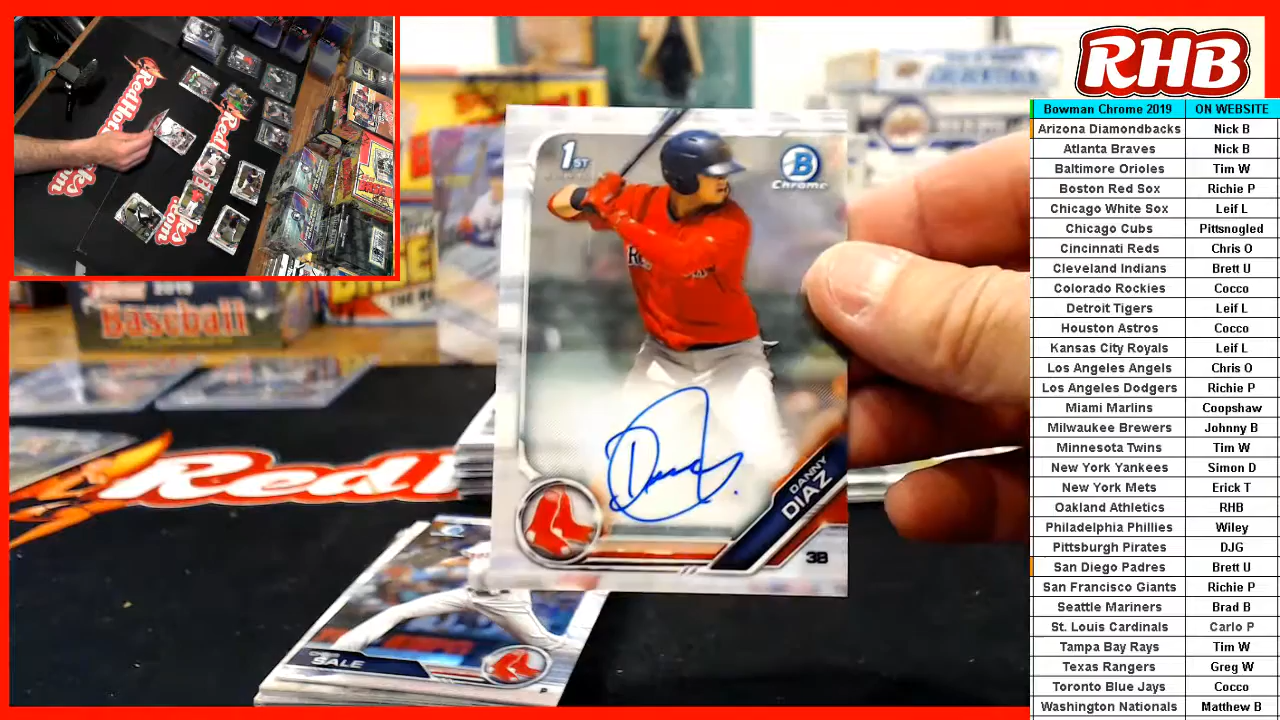 RHB
Bowman Chrome 2019 ON WEBSITE
Arizona Diamondbacks Nick B
Atlanta Braves Nick B
Baltimore Orioles Tim W
Boston Red Sox Richie P
Chicago White Sox Leif L
Chicago Cubs Pittsnogled
Cincinnati Reds Chris O
Cleveland Indians Brett U
Colorado Rockies Cocco
Detroit Tigers Leif L
Houston Astros Cocco
Kansas City Royals Leif L
Los Angeles Angels Chris O
Los Angeles Dodgers Richie P
Miami Marlins Coopshaw
Milwaukee Brewers Johnny B
Minnesota Twins Tim W
New York Yankees Simon D
New York Mets Erick T
Oakland Athletics RHB
Philadelphia Phillies Wiley
Pittsburgh Pirates DJG
San Diego Padres Brett U
San Francisco Giants Richie P
Seattle Mariners Brad B
St. Louis Cardinals Carlo P
Tampa Bay Rays Tim W
Texas Rangers Greg W
Toronto Blue Jays Cocco
Washington Nationals Matthew B
1ST
B
Chrome
DANNY
DIAZ
3B
Baseball
SALE
P